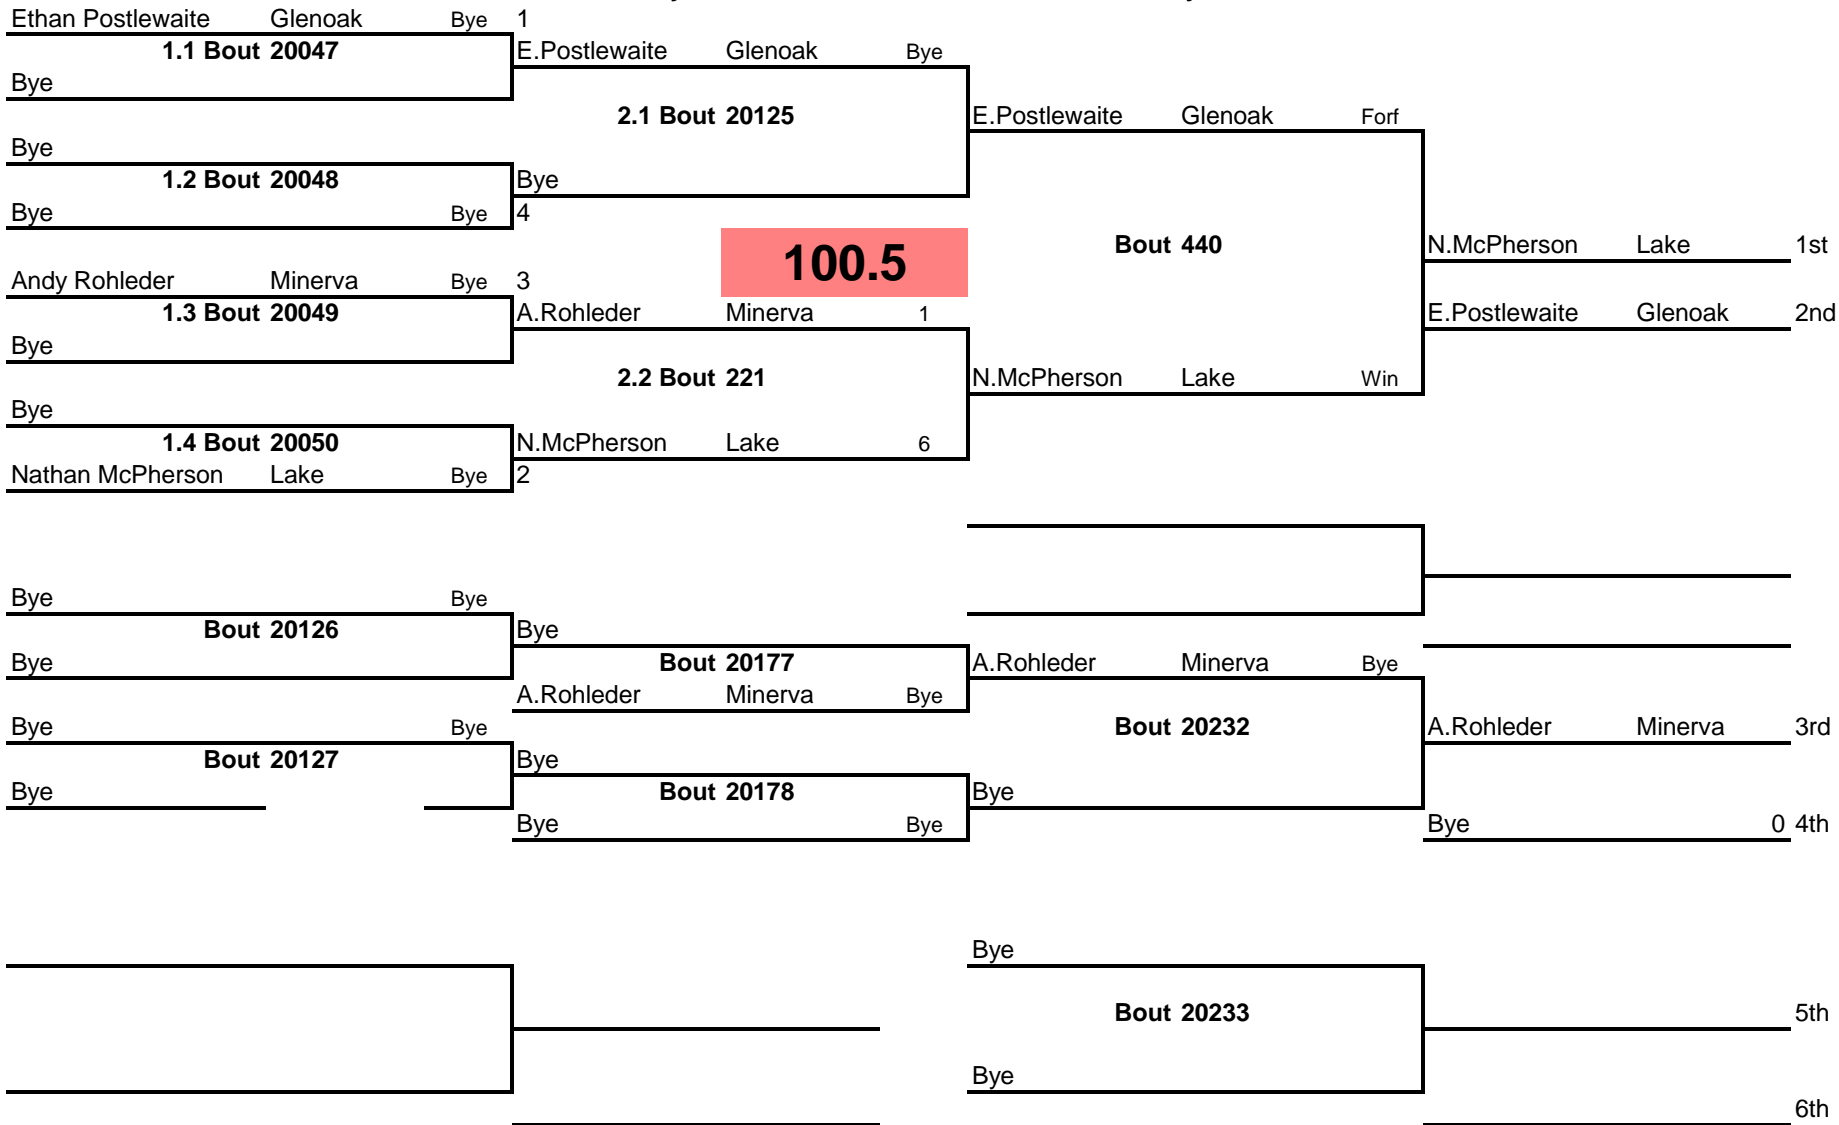 Ethan Postlewaite Glenoak Bye 1
1.1 Bout 20047 E.Postlewaite Glenoak Bye
Bye
2.1 Bout 20125 E.Postlewaite Glenoak Forf
Bye
1.2 Bout 20048 Bye
Bye Bye 4
100.5 Bout 440 N.McPherson Lake 1st
Andy Rohleder Minerva Bye 3
1.3 Bout 20049 A.Rohleder Minerva 1 E.Postlewaite Glenoak 2nd
Bye
2.2 Bout 221 N.McPherson Lake Win
Bye
1.4 Bout 20050 N.McPherson Lake 6
Nathan McPherson Lake Bye 2
Bye Bye
Bout 20126 Bye
Bye Bout 20177 A.Rohleder Minerva Bye
A.Rohleder Minerva Bye
Bye Bye Bout 20232 A.Rohleder Minerva 3rd
Bout 20127 Bye
Bye Bout 20178 Bye
Bye Bye Bye 0 4th
Bye
Bout 20233 5th
Bye
6th